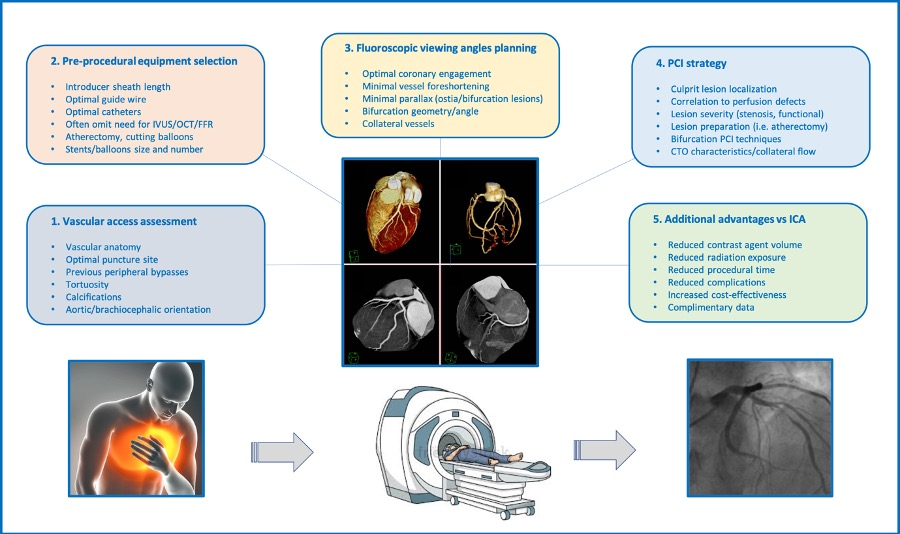 2. Pre-procedural equipment selection
• Introducer sheath length
• Optimal guide wire
• Optimal catheters
• Often omit need for IVUS/OCT/FFR
• Atherectomy, cutting balloons
• Stents/balloons size and number
3. Fluoroscopic viewing angles planning
• Optimal coronary engagement
• Minimal vessel foreshortening
• Minimal parallax (ostia/bifurcation lesions)
• Bifurcation geometry/angle
• Collateral vessels
4. PCI strategy
• Culprit lesion localization
• Correlation to perfusion defects
• Lesion severity (stenosis, functional)
• Lesion preparation (i.e. atherectomy)
• Bifurcation PCI techniques
• CTO characteristics/collateral flow
1. Vascular access assessment
• Vascular anatomy
• Optimal puncture site
• Previous peripheral bypasses
• Tortuosity
• Calcifications
• Aortic/brachiocephalic orientation
5. Additional advantages vs ICA
• Reduced contrast agent volume
• Reduced radiation exposure
• Reduced procedural time
• Reduced complications
• Increased cost-effectiveness
• Complimentary data